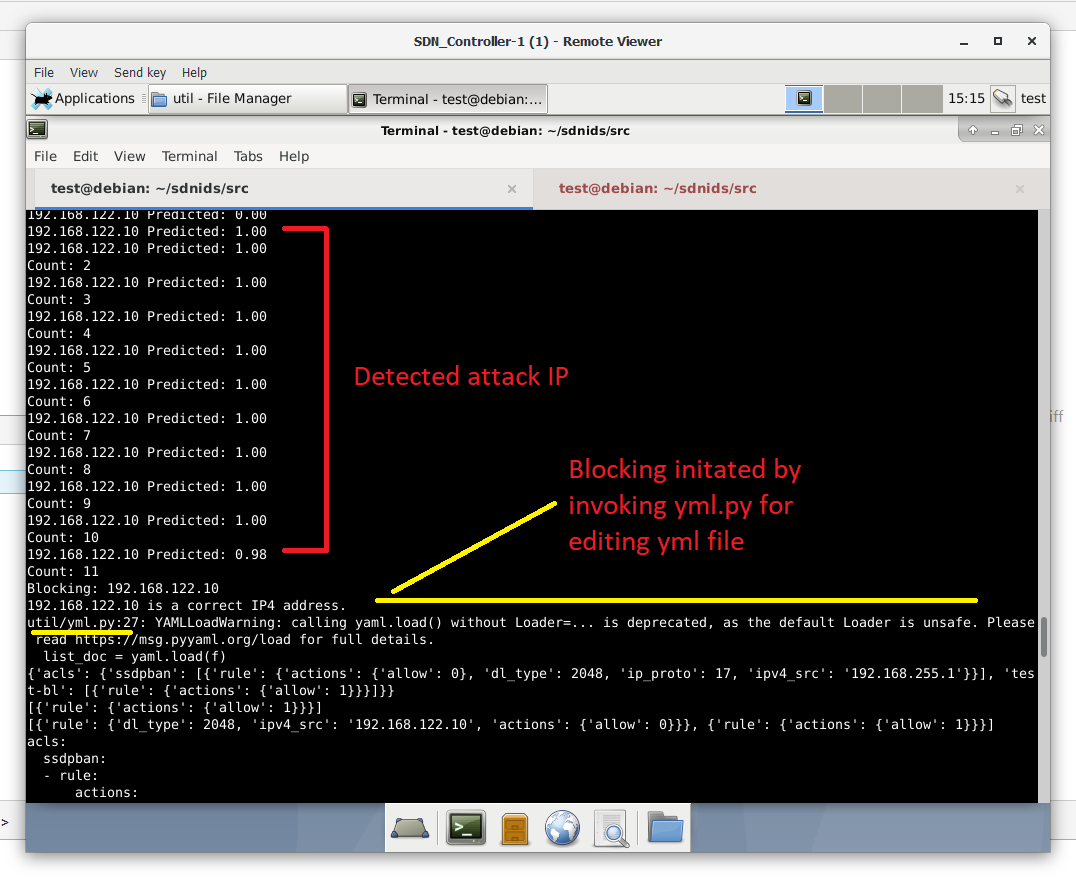 SDN_Controller-1 (1) - Remote Viewer
File View Send key Help
Applications util - File Manager Terminal - test@debian:... 15:15 test
Terminal - test@debian: ~/sdnids/src
File Edit View Terminal Tabs Help
test@debian: ~/sdnids/src test@debian: ~/sdnids/src
192.168.122.10 Predicted: 0.00
192.168.122.10 Predicted: 1.00
192.168.122.10 Predicted: 1.00
Count: 2
192.168.122.10 Predicted: 1.00
Count: 3
192.168.122.10 Predicted: 1.00
Count: 4
192.168.122.10 Predicted: 1.00
Count: 5
192.168.122.10 Predicted: 1.00
Count: 6
192.168.122.10 Predicted: 1.00
Count: 7
192.168.122.10 Predicted: 1.00
Count: 8
192.168.122.10 Predicted: 1.00
Count: 9
192.168.122.10 Predicted: 1.00
Count: 10
192.168.122.10 Predicted: 0.98
Count: 11
Blocking: 192.168.122.10
192.168.122.10 is a correct IP4 address.
util/yml.py:27: YAMLLoadWarning: calling yaml.load() without Loader=... is deprecated, as the default Loader is unsafe. Please
read https://msg.pyyaml.org/load for full details.
list_doc = yaml.load(f)
{'acls': {'ssdpban': [{'rule': {'actions': {'allow': 0}, 'dl_type': 2048, 'ip_proto': 17, 'ipv4_src': '192.168.255.1'}}], 'tes
t-bl': [{'rule': {'actions': {'allow': 1}}}]}}
[{'rule': {'actions': {'allow': 1}}}]
[{'rule': {'dl_type': 2048, 'ipv4_src': '192.168.122.10', 'actions': {'allow': 0}}}, {'rule': {'actions': {'allow': 1}}}]
acls:
ssdpban:
- rule:
actions:
Detected attack IP
Blocking initated by
invoking yml.py for
editing yml file
iff
>